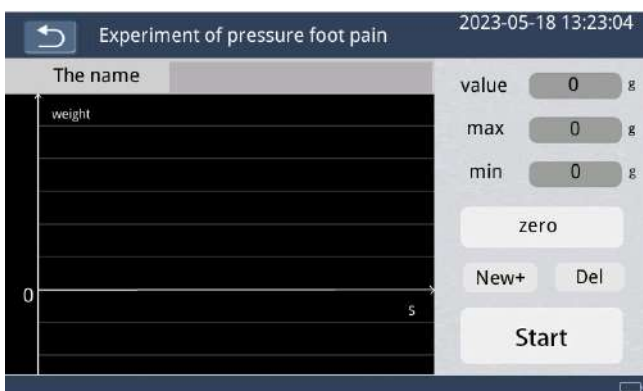 Experiment of pressure foot pain
2023-05-18 13:23:04
The name
weight
0
s
value 0 g
max 0 g
min 0 g
zero
New+ Del
Start